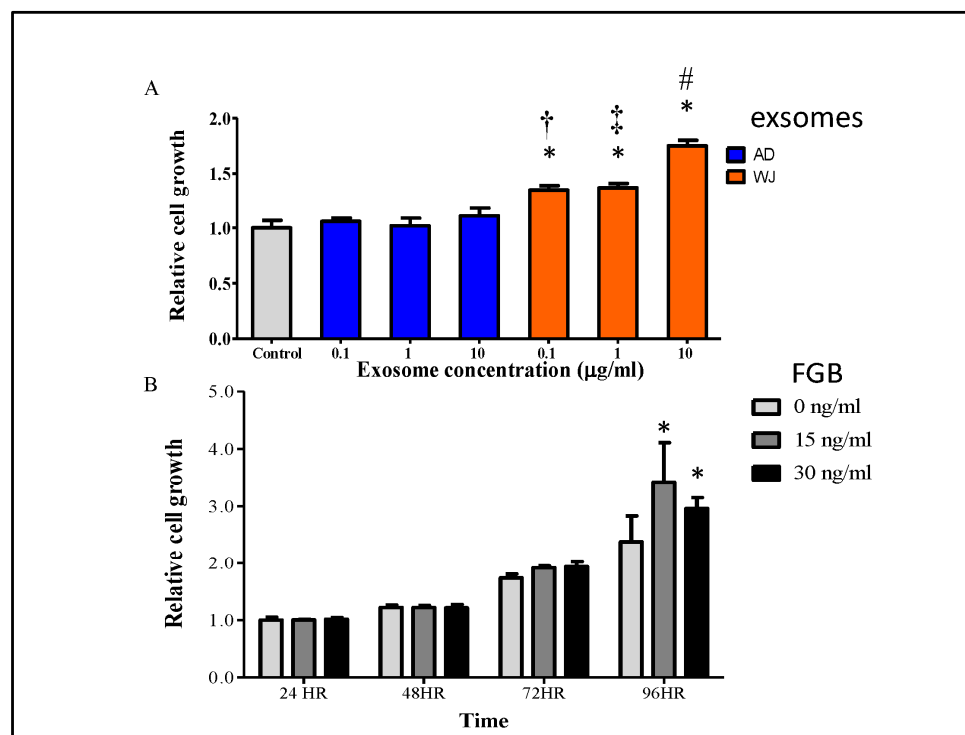 A
Relative cell growth
2.0
1.5
1.0
0.5
0.0
† ‡ #
* * *
exsomes
AD
WJ
Control 0.1 1 10 0.1 1 10
Exosome concentration (µg/ml)
B
Relative cell growth
5.0
4.0
3.0
2.0
1.0
0.0
* *
FGB
0 ng/ml
15 ng/ml
30 ng/ml
24 HR 48HR 72HR 96HR
Time